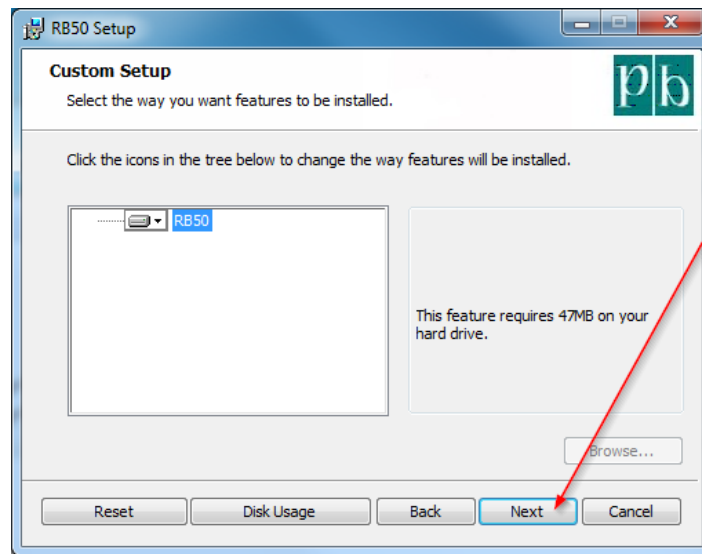 RB50 Setup
Custom Setup
Select the way you want features to be installed.
pb
Click the icons in the tree below to change the way features will be installed.
RB50
This feature requires 47MB on your
hard drive.
Browse...
Reset Disk Usage Back Next Cancel